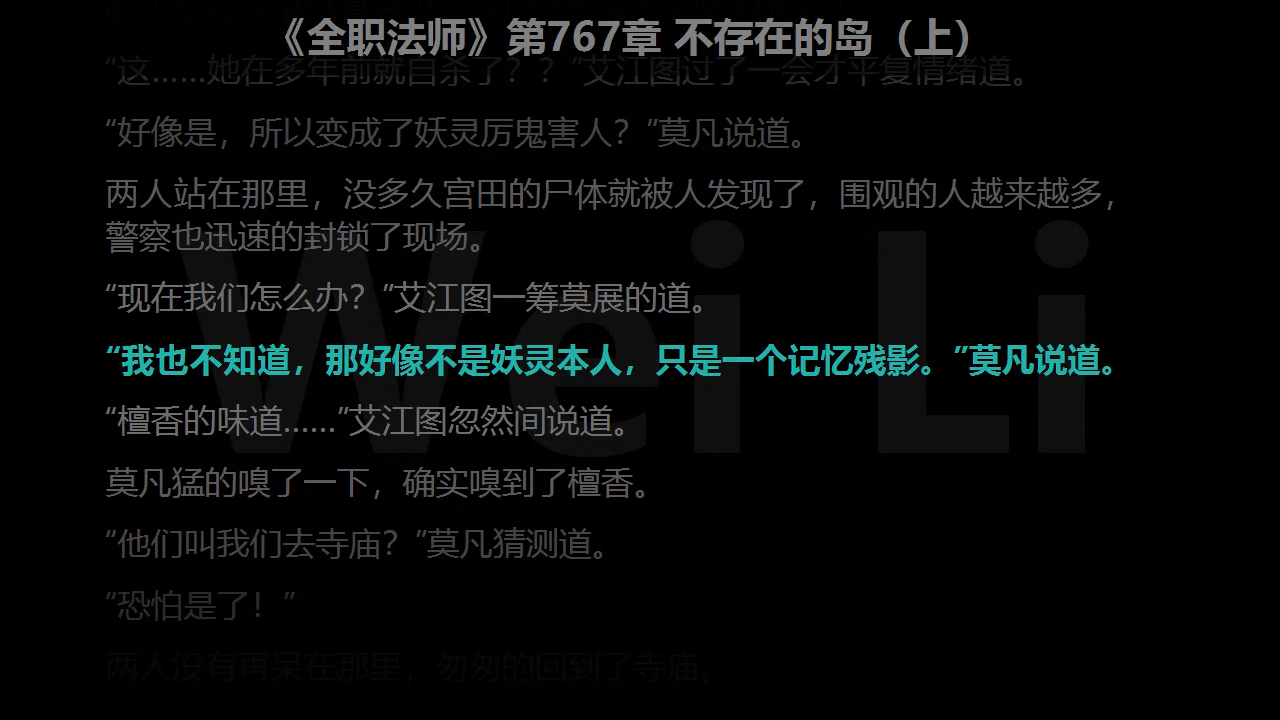 《全职法师》第767章 不存在的岛（上）
“这……她在多年前就自杀了？？”艾江图过了一会才平复情绪道。
“好像是，所以变成了妖灵厉鬼害人？”莫凡说道。
两人站在那里，没多久宫田的尸体就被人发现了，围观的人越来越多，
警察也迅速的封锁了现场。
“现在我们怎么办？”艾江图一筹莫展的道。
“我也不知道，那好像不是妖灵本人，只是一个记忆残影。”莫凡说道。
“檀香的味道……”艾江图忽然间说道。
莫凡猛的嗅了一下，确实嗅到了檀香。
“他们叫我们去寺庙？”莫凡猜测道。
“恐怕是了！”
两人没有再呆在那里，匆匆的回到了寺庙。
Wei Li